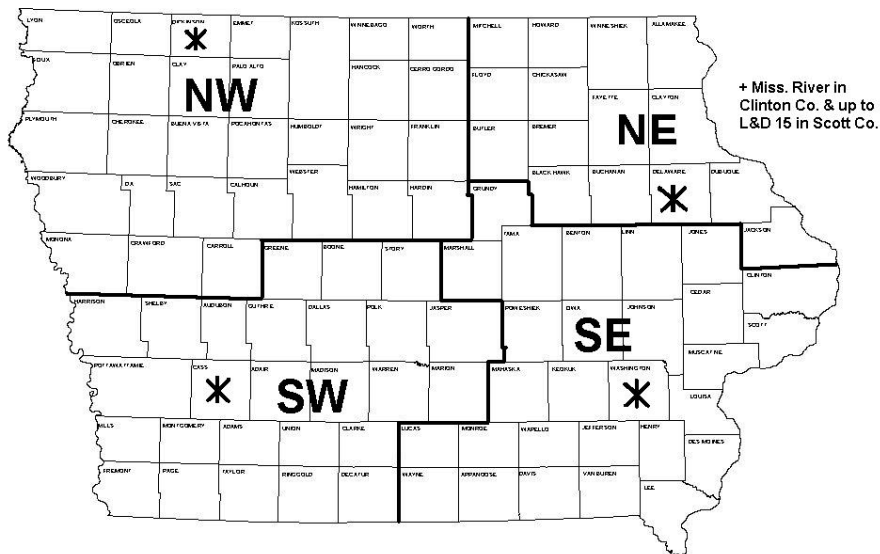 LYON OSCEOLA DICKINSON EMMET KOSSUTH WINNEBAGO WORTH MITCHELL HOWARD WINNESHIEK ALLAMAKEE
SIOUX OBRIEN CLAY PALO ALTO HANCOCK CERRO GORDO FLOYD CHICKASAW
NW
+ Miss. River in
Clinton Co. & up to
L&D 15 in Scott Co.
FAYETTE CLAYTON
NE
PLYMOUTH CHEROKEE BUENA VISTA POCAHONTAS HUMBOLDT WRIGHT FRANKLIN BUTLER BREMER
WOODBURY IDA SAC CALHOUN WEBSTER HAMILTON HARDIN GRUNDY BLACK HAWK BUCHANAN DELAWARE DUBUQUE
MONONA CRAWFORD CARROLL GREENE BOONE STORY MARSHALL TAMA BENTON LINN JONES JACKSON
CLINTON
CEDAR
HARRISON SHELBY AUDUBON GUTHRIE DALLAS POLK JASPER POWESHIEK IOWA JOHNSON
SCOTT
SE
MUSCATINE
POTTAWATTAMIE CASS ADAIR MADISON WARREN MARION MAHASKA KEOKUK WASHINGTON
SW
LOUISA
MILLS MONTGOMERY ADAMS UNION CLARKE LUCAS MONROE WAPELLO JEFFERSON HENRY
DES MOINES
FREMONT PAGE TAYLOR RINGGOLD DECATUR WAYNE APPANOOSE DAVIS VAN BUREN
LEE